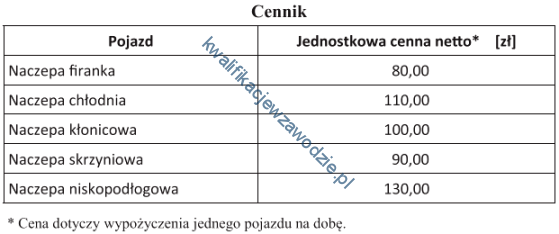 Cennik
Pojazd Jednostkowa cenna netto* [zł]
Naczepa firanka 80,00
Naczepa chłodnia 110,00
Naczepa kłonicowa 100,00
Naczepa skrzyniowa 90,00
Naczepa niskopodłogowa 130,00
* Cena dotyczy wypożyczenia jednego pojazdu na dobę.
kwalifikacjewzawodzie.pl